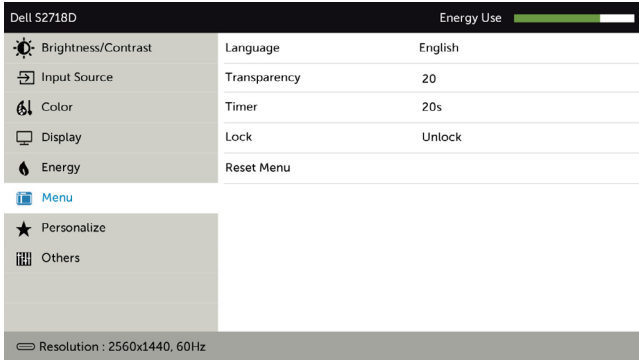 Dell S2718D Energy Use
Brightness/Contrast Language English
Input Source Transparency 20
Color Timer 20s
Display Lock Unlock
Energy Reset Menu
Menu
Personalize
Others
Resolution : 2560x1440, 60Hz